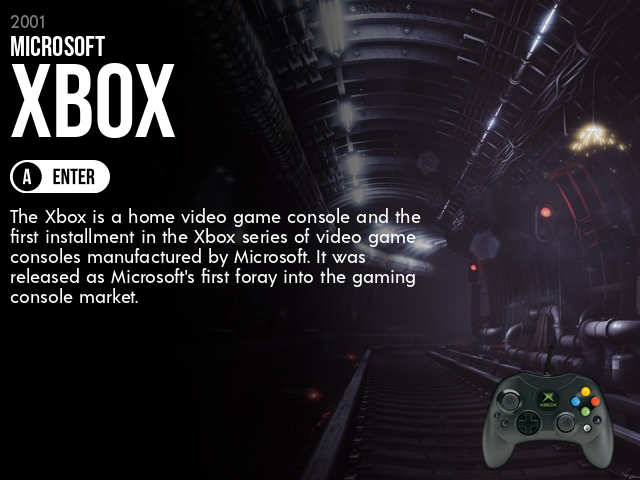 2001
MICROSOFT
XBOX
A ENTER
The Xbox is a home video game console and the
first installment in the Xbox series of video game
consoles manufactured by Microsoft. It was
released as Microsoft's first foray into the gaming
console market.
XBOX